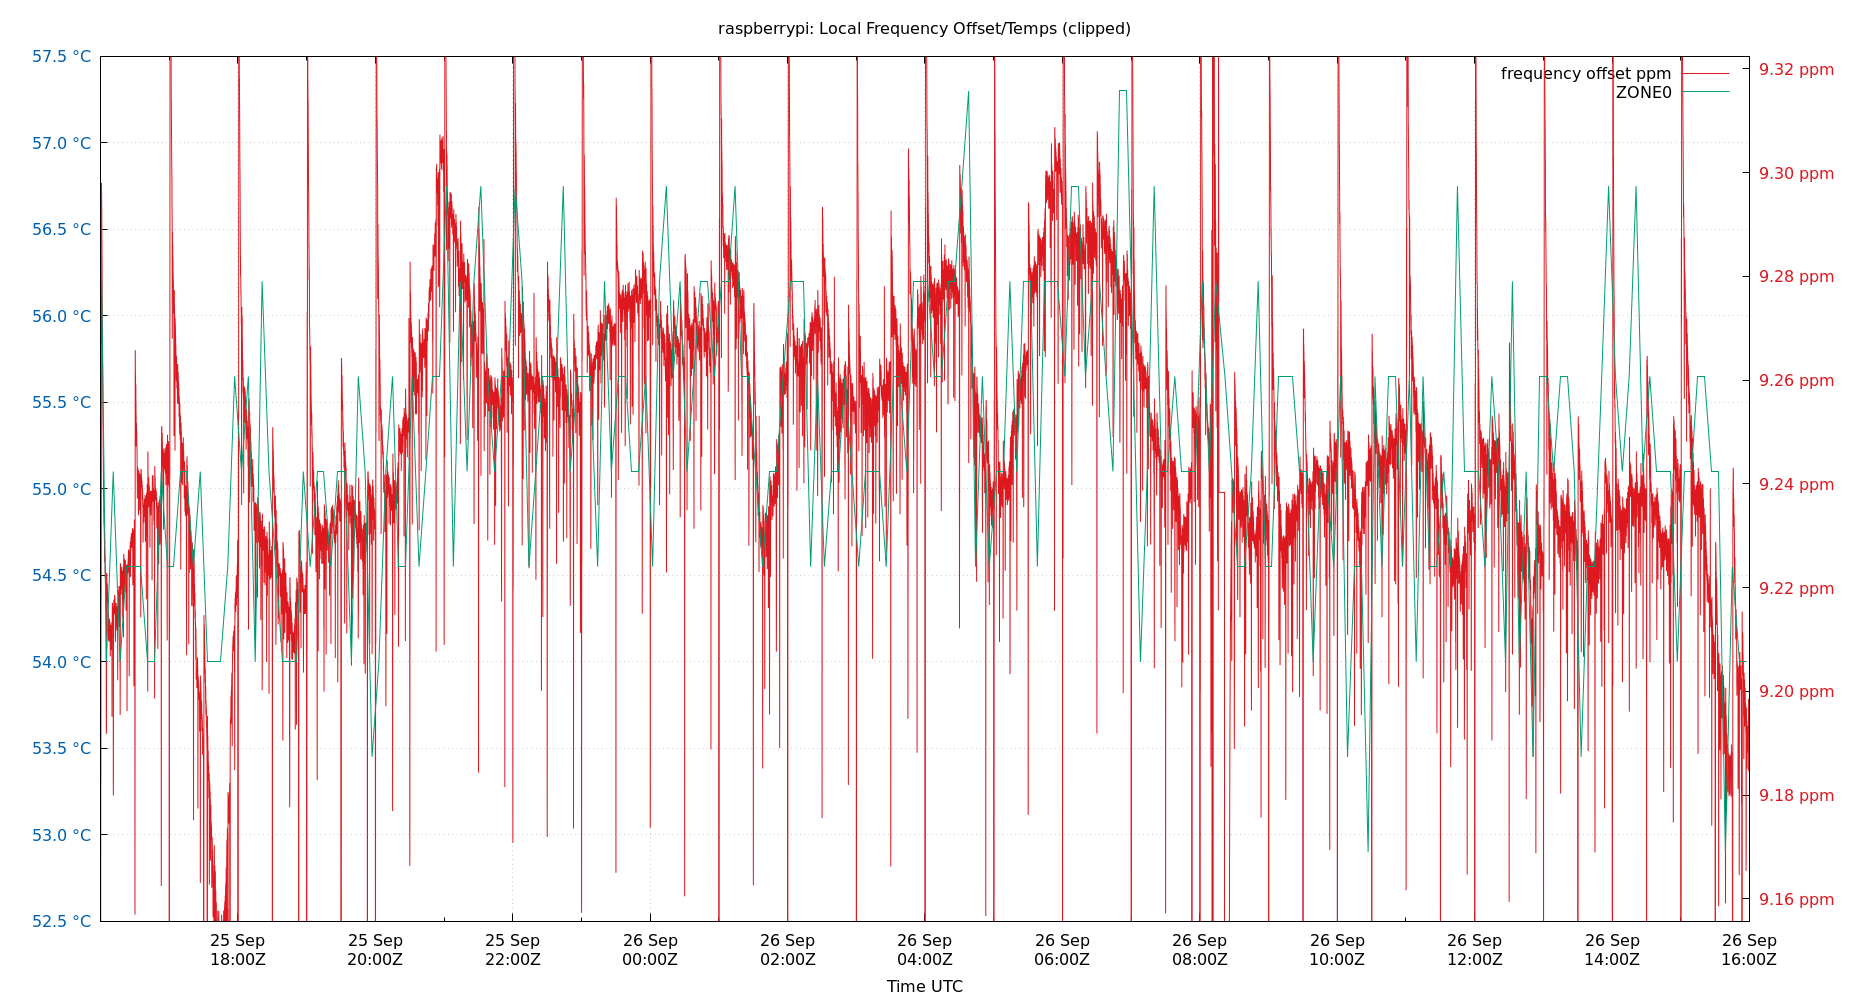 raspberrypi: Local Frequency Offset/Temps (clipped)
57.5 °C
57.0 °C
56.5 °C
56.0 °C
55.5 °C
55.0 °C
54.5 °C
54.0 °C
53.5 °C
53.0 °C
52.5 °C
frequency offset ppm
ZONE0
9.32 ppm
9.30 ppm
9.28 ppm
9.26 ppm
9.24 ppm
9.22 ppm
9.20 ppm
9.18 ppm
9.16 ppm
25 Sep 25 Sep 25 Sep 26 Sep 26 Sep 26 Sep 26 Sep 26 Sep 26 Sep 26 Sep 26 Sep 26 Sep
18:00Z 20:00Z 22:00Z 00:00Z 02:00Z 04:00Z 06:00Z 08:00Z 10:00Z 12:00Z 14:00Z 16:00Z
Time UTC